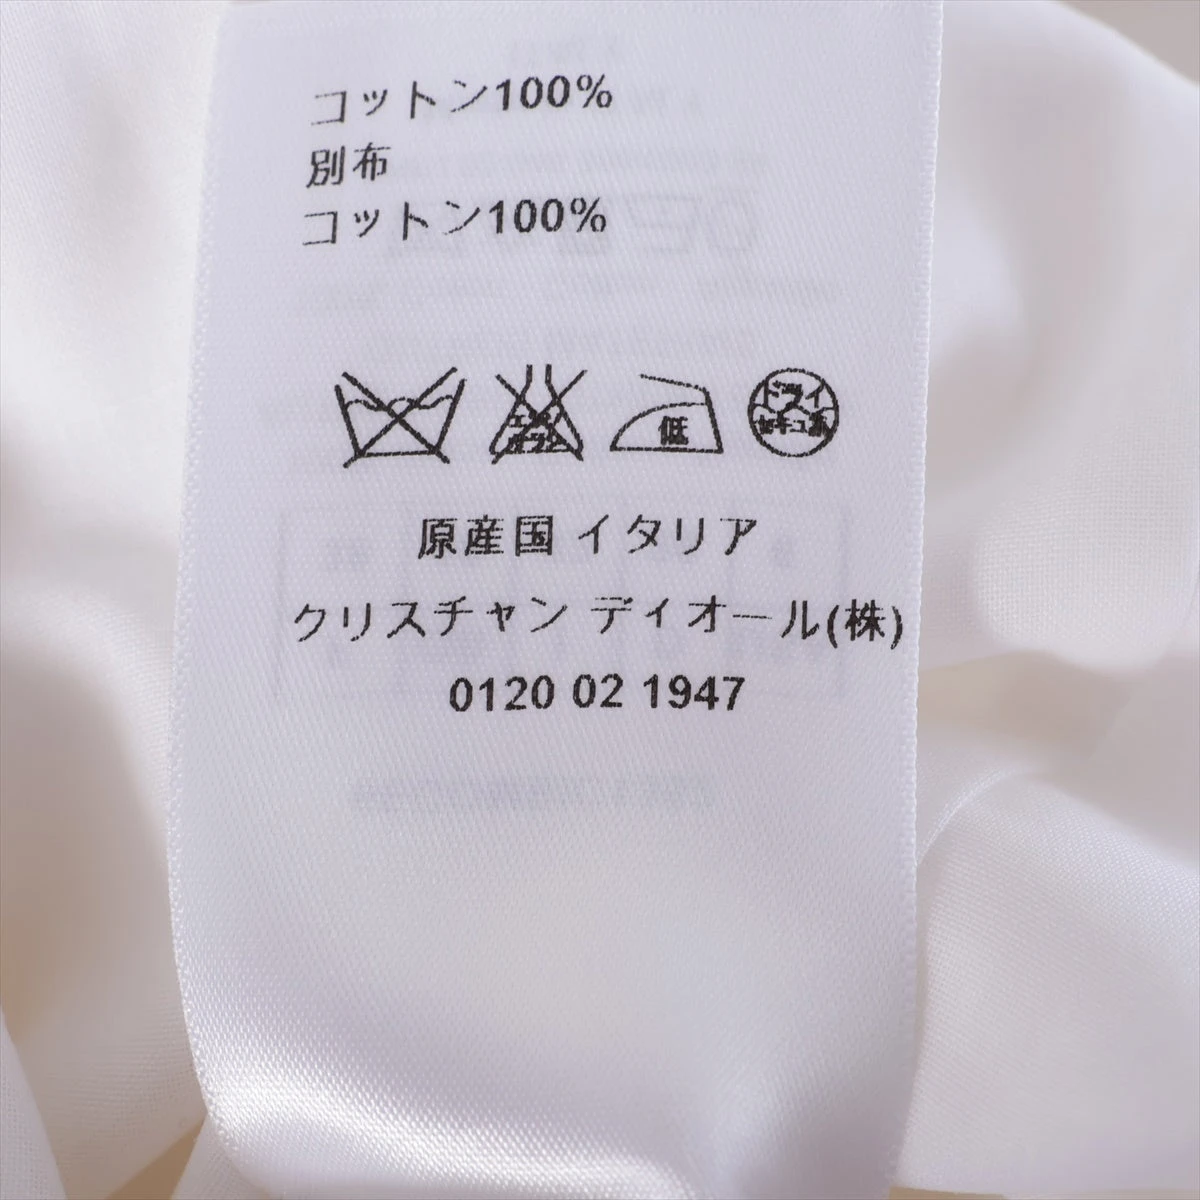 コットン100%
別布
コットン100%
低
ドライ
セキユ系
原産国 イタリア
クリスチャン ディオール(株)
0120 02 1947